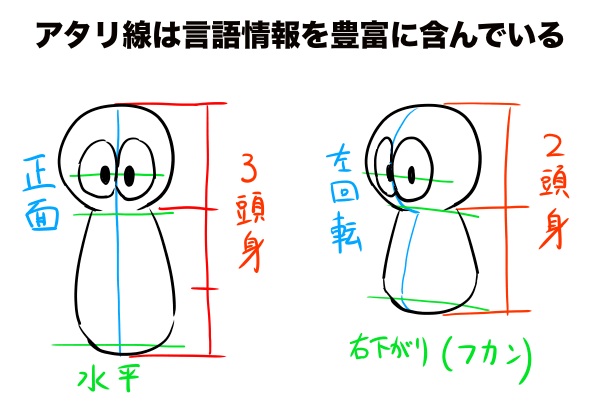 アタリ線は言語情報を豊富に含んでいる
正面
3頭身
水平
左回転
2頭身
右下がり(フカン)